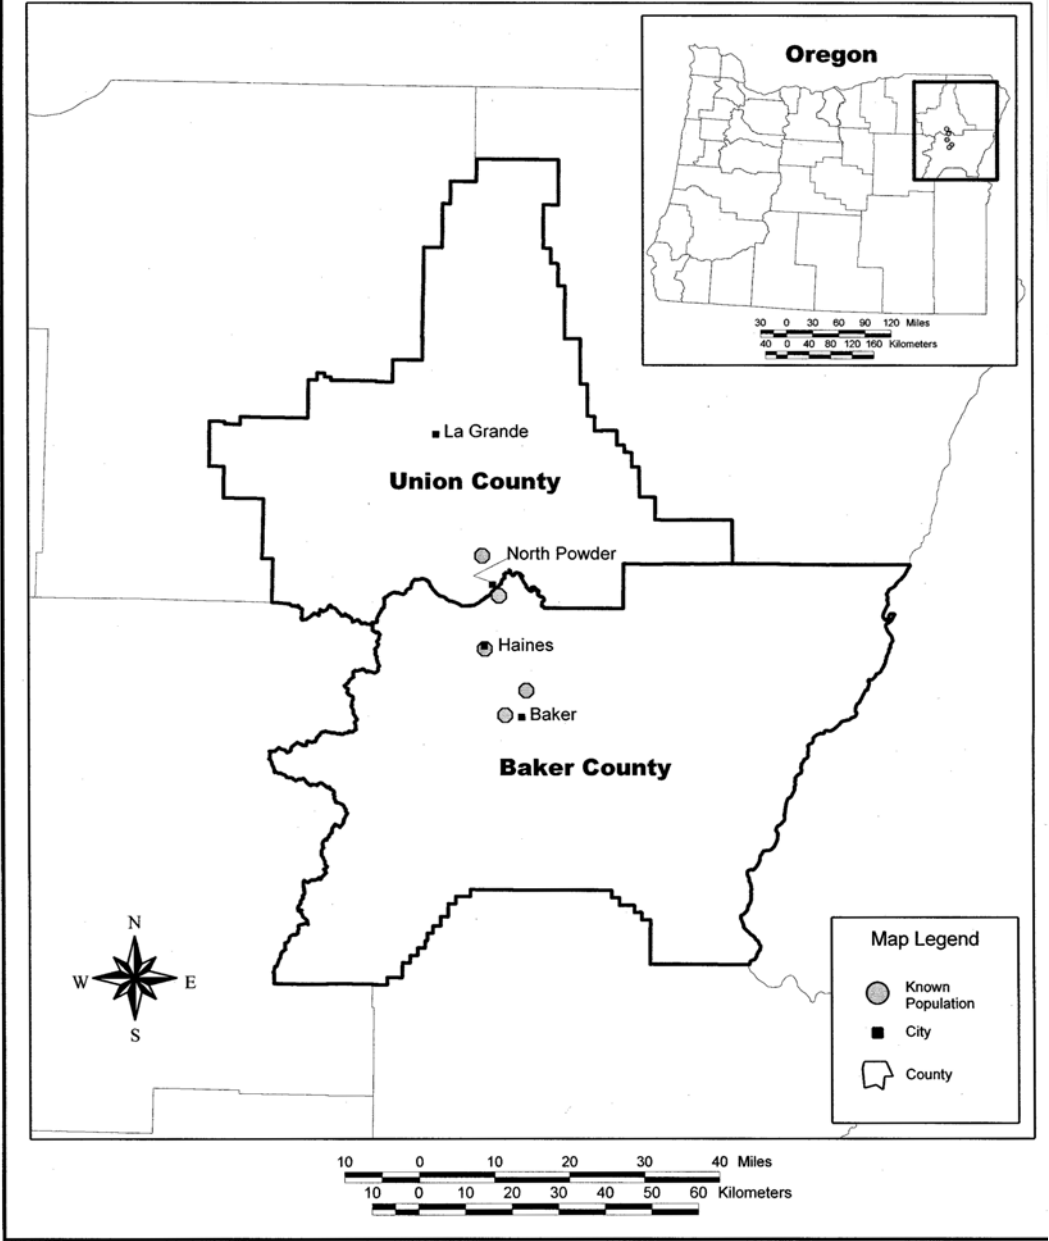 Oregon
30 0 30 60 90 120 Miles
40 0 40 80 120 160 Kilometers
La Grande
Union County
North Powder
Haines
Baker
Baker County
N
W E
S
Map Legend
Known
Population
City
County
10 0 10 20 30 40 Miles
10 0 10 20 30 40 50 60 Kilometers